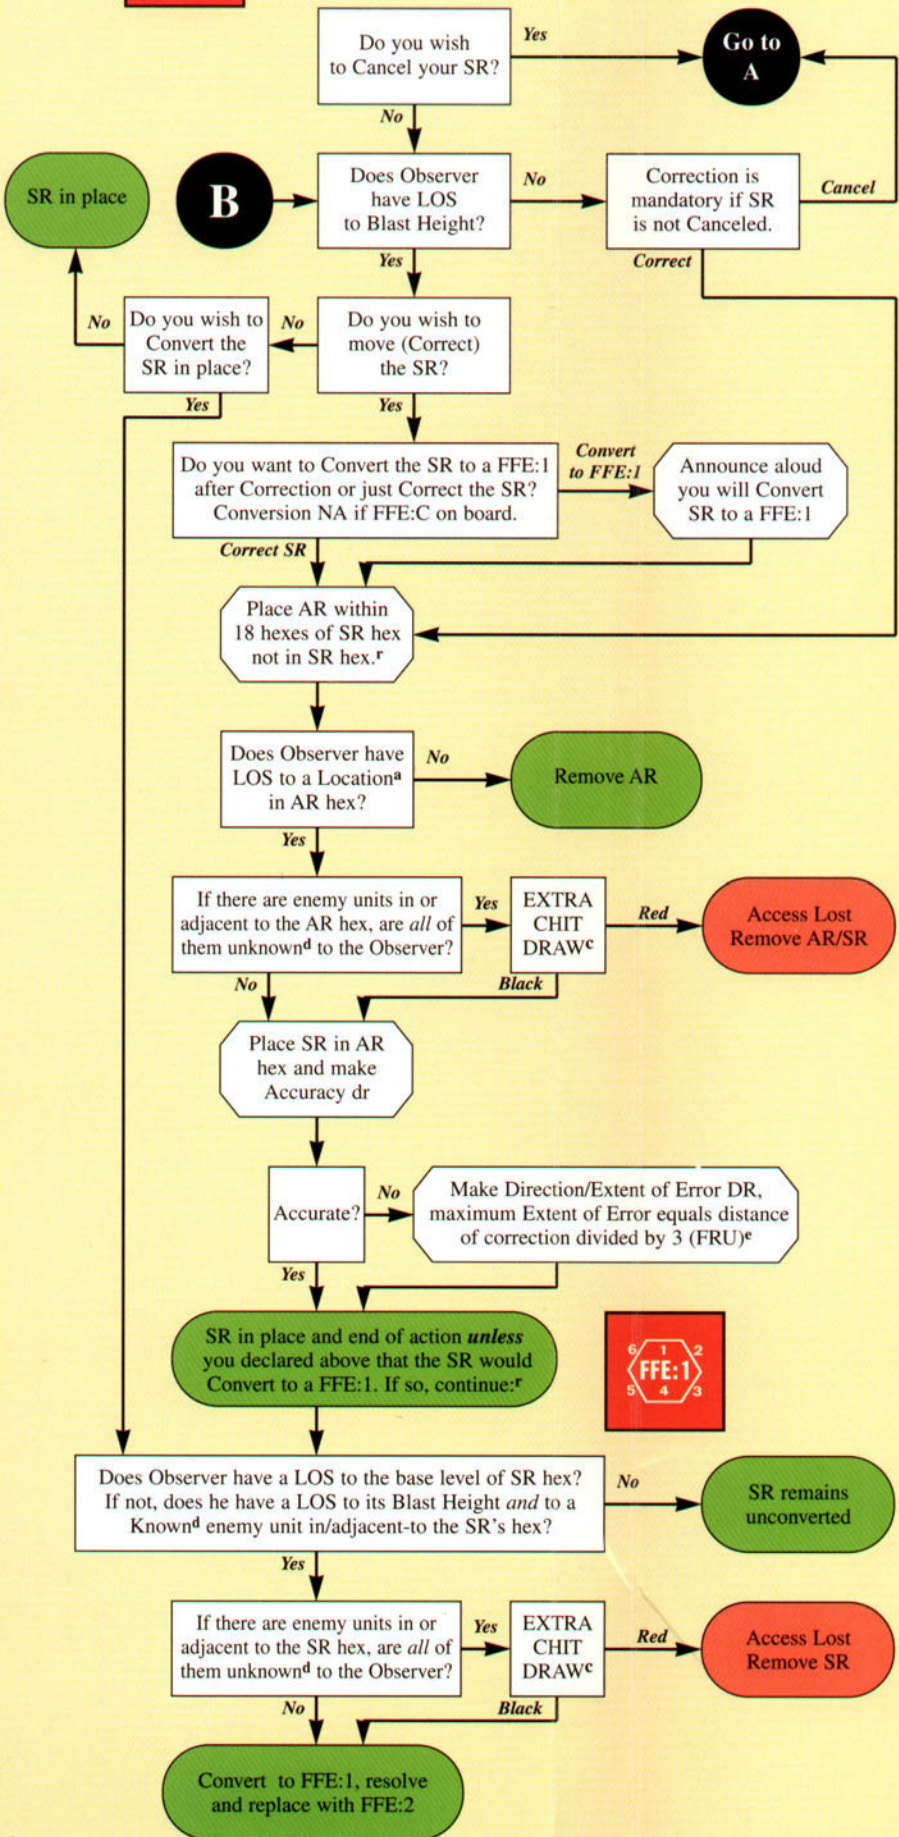 Do you wish
to Cancel your SR?
Yes
Go to
A
No
SR in place
B
Does Observer
have LOS
to Blast Height?
No
Correction is
mandatory if SR
is not Canceled.
Cancel
Yes
Correct
No
Do you wish to
Convert the
SR in place?
No
Do you wish to
move (Correct)
the SR?
Yes
Yes
Do you want to Convert the SR to a FFE:1
after Correction or just Correct the SR?
Conversion NA if FFE:C on board.
Convert
to FFE:1
Announce aloud
you will Convert
SR to a FFE:1
Correct SR
Place AR within
18 hexes of SR hex
not in SR hex.r
Does Observer have
LOS to a Locationa
in AR hex?
No
Remove AR
Yes
If there are enemy units in or
adjacent to the AR hex, are all of
them unknownd to the Observer?
Yes
EXTRA
CHIT
DRAWc
Red
Access Lost
Remove AR/SR
No
Black
Place SR in AR
hex and make
Accuracy dr
Accurate?
No
Make Direction/Extent of Error DR,
maximum Extent of Error equals distance
of correction divided by 3 (FRU)e
Yes
SR in place and end of action unless
you declared above that the SR would
Convert to a FFE:1. If so, continue:r
6 1 2
FFE:1
5 4 3
Does Observer have a LOS to the base level of SR hex?
If not, does he have a LOS to its Blast Height and to a
Knownd enemy unit in/adjacent-to the SR's hex?
No
SR remains
unconverted
Yes
If there are enemy units in or
adjacent to the SR hex, are all of
them unknownd to the Observer?
Yes
EXTRA
CHIT
DRAWc
Red
Access Lost
Remove SR
No
Black
Convert to FFE:1, resolve
and replace with FFE:2